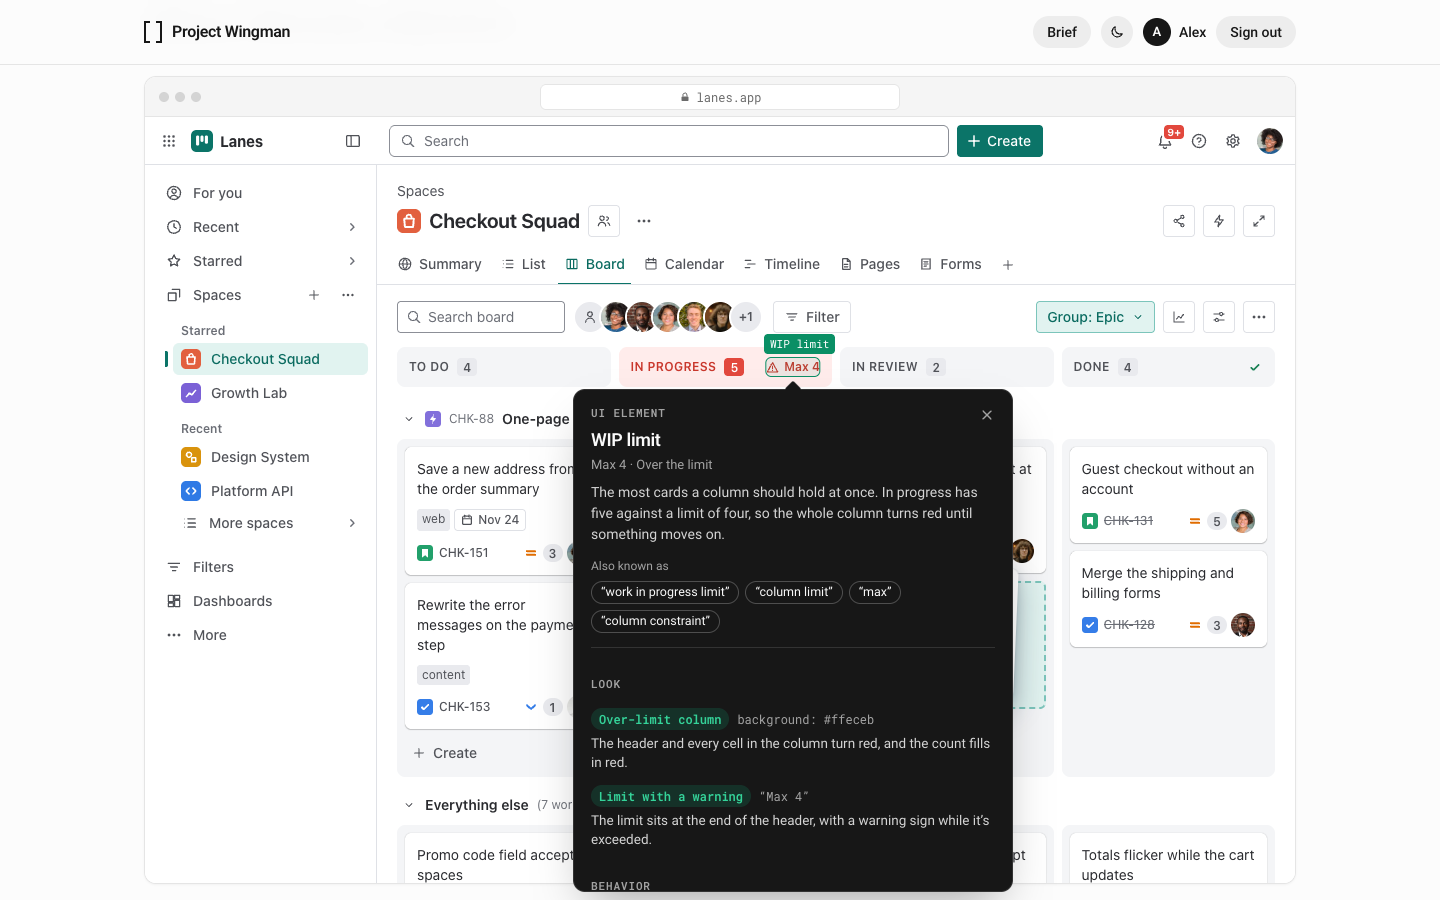 Project Wingman
Brief
A
Alex
Sign out
lanes.app
Lanes
Search
Create
9+
For you
Recent
Starred
Spaces
Starred
Checkout Squad
Growth Lab
Recent
Design System
Platform API
More spaces
Filters
Dashboards
More
Spaces
Checkout Squad
Summary
List
Board
Calendar
Timeline
Pages
Forms
Search board
+1
Filter
Group: Epic
WIP limit
TO DO 4
IN PROGRESS 5
Max 4
IN REVIEW 2
DONE 4
CHK-88 One-page
Save a new address from
the order summary
web
Nov 24
CHK-151
3
Rewrite the error
messages on the payme
step
content
CHK-153
1
Create
Everything else (7 wor
Promo code field accept
spaces
UI ELEMENT
WIP limit
Max 4 · Over the limit
The most cards a column should hold at once. In progress has
five against a limit of four, so the whole column turns red until
something moves on.
Also known as
“work in progress limit”
“column limit”
“max”
“column constraint”
LOOK
Over-limit column background: #ffeceb
The header and every cell in the column turn red, and the count fills
in red.
Limit with a warning “Max 4”
The limit sits at the end of the header, with a warning sign while it’s
exceeded.
BEHAVIOR
t at
pt
Guest checkout without an
account
CHK-131
5
Merge the shipping and
billing forms
CHK-128
3
Totals flicker while the cart
updates